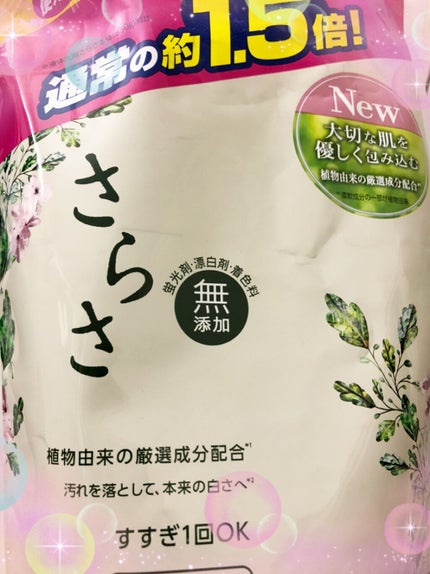 通常の約1.5倍!
New
大切な肌を
優しく包み込む
植物由来の厳選成分配合
さらさ
蛍光剤・漂白剤・着色料
無
添加
植物由来の厳選成分配合*1
汚れを落として、本来の白さへ*2
すすぎ1回OK